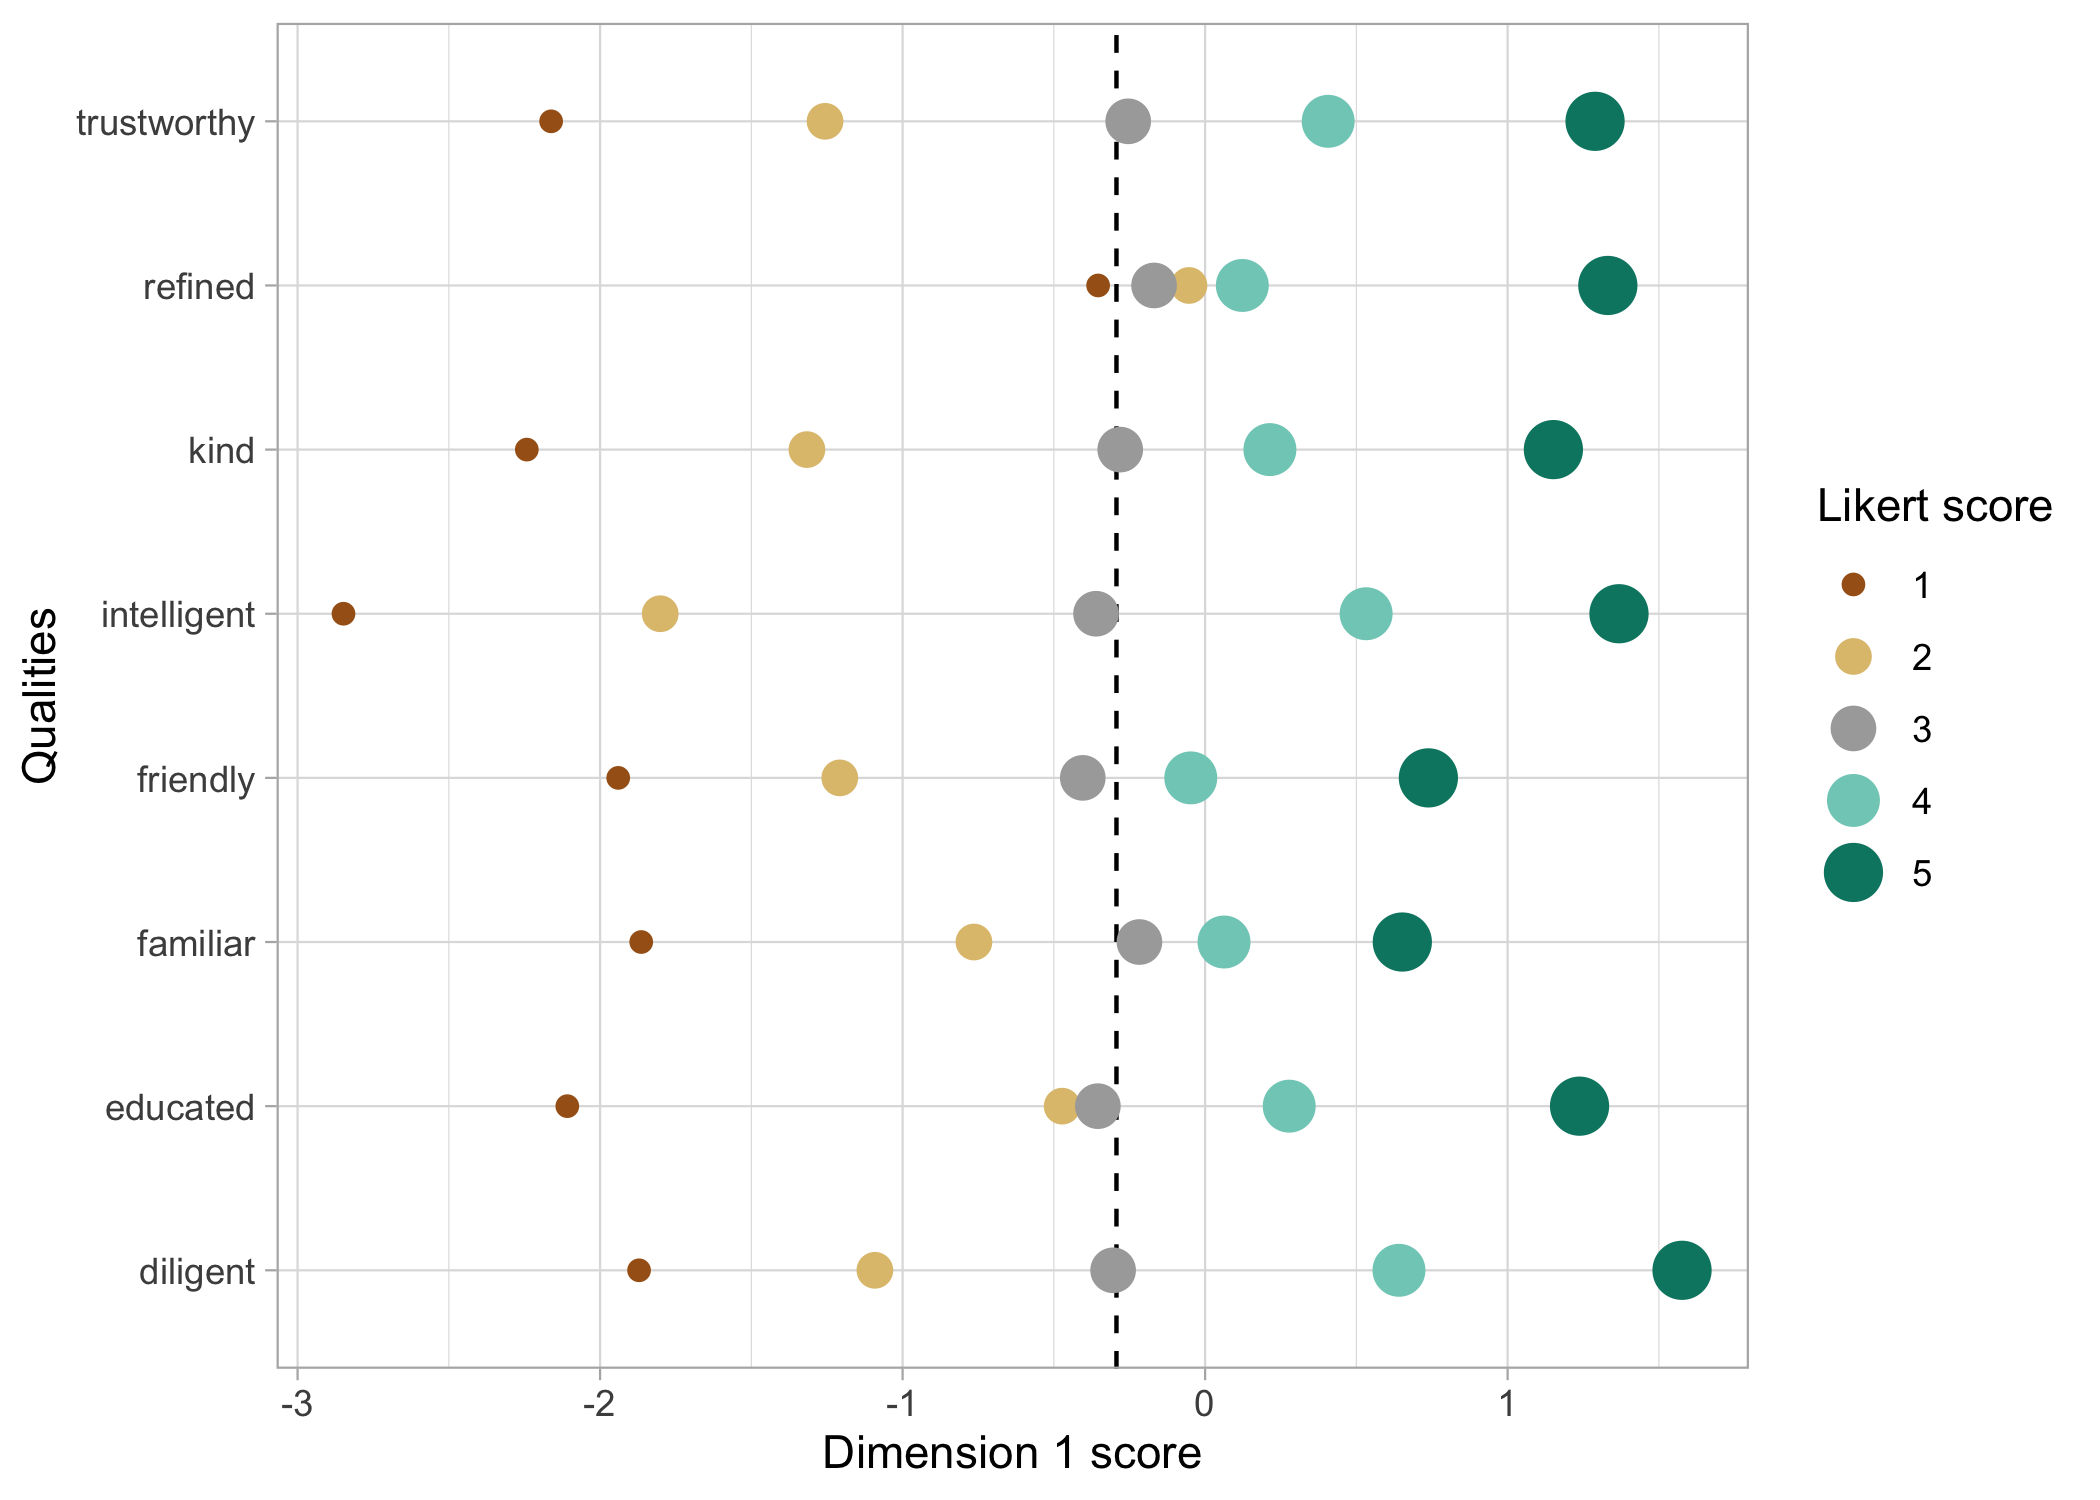 trustworthy
refined
kind
intelligent
friendly
familiar
educated
diligent
Qualities
-3
-2
-1
0
1
Dimension 1 score
Likert score
1
2
3
4
5